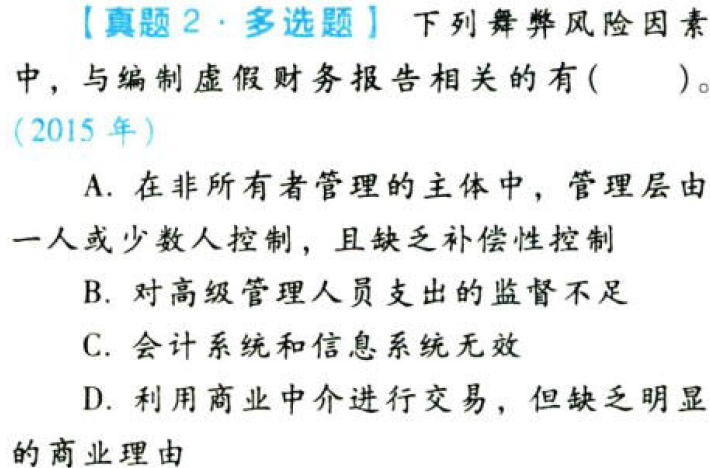 【真题2·多选题】 下列舞弊风险因素
中，与编制虚假财务报告相关的有(　　)。
(2015年)
A. 在非所有者管理的主体中，管理层由
一人或少数人控制，且缺乏补偿性控制
B. 对高级管理人员支出的监督不足
C. 会计系统和信息系统无效
D. 利用商业中介进行交易，但缺乏明显
的商业理由